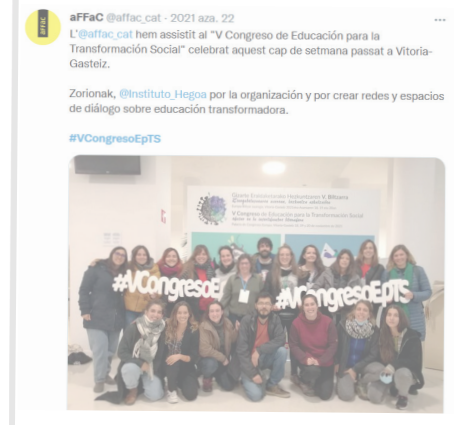 affac
aFFaC @affac_cat · 2021 aza. 22
L'@affac_cat hem assistit al "V Congreso de Educación para la
Transformación Social" celebrat aquest cap de setmana passat a Vitoria-
Gasteiz.
Zorionak, @Instituto_Hegoa por la organización y por crear redes y espacios
de diálogo sobre educación transformadora.
#VCongresoEpTS
V Congreso de Educación para la Transformación Social
#VCongresoEpTS
#VCongresoEpTS